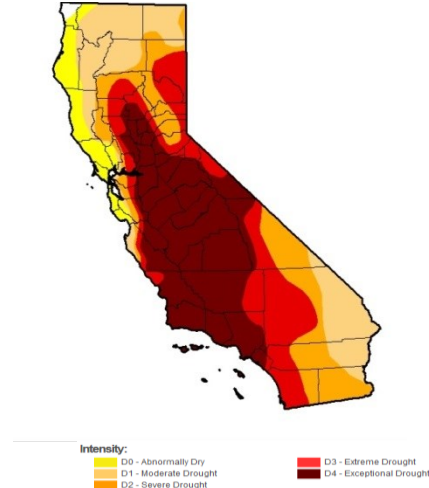 Intensity:
D0 - Abnormally Dry
D1 - Moderate Drought
D2 - Severe Drought
D3 - Extreme Drought
D4 - Exceptional Drought